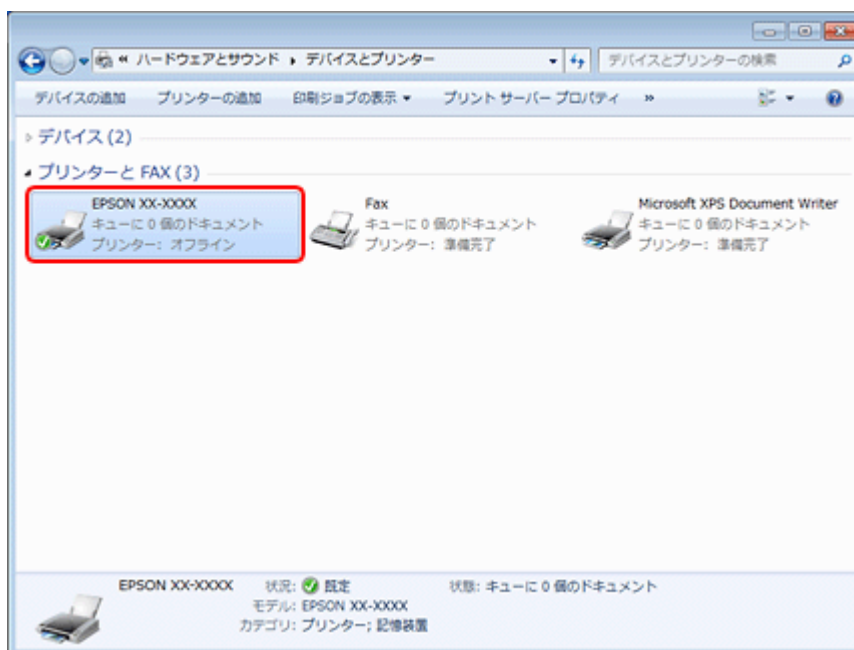 « ハードウェアとサウンド ▸ デバイスとプリンター
デバイスとプリンターの検索
デバイスの追加 プリンターの追加 印刷ジョブの表示 ▼ プリント サーバー プロパティ »
デバイス (2)
プリンターと FAX (3)
EPSON XX-XXXX
キューに 0 個のドキュメント
プリンター: オフライン
Fax
キューに 0 個のドキュメント
プリンター: 準備完了
Microsoft XPS Document Writer
キューに 0 個のドキュメント
プリンター: 準備完了
EPSON XX-XXXX 状況: 既定 状態: キューに 0 個のドキュメント
モデル: EPSON XX-XXXX
カテゴリ: プリンター; 記憶装置